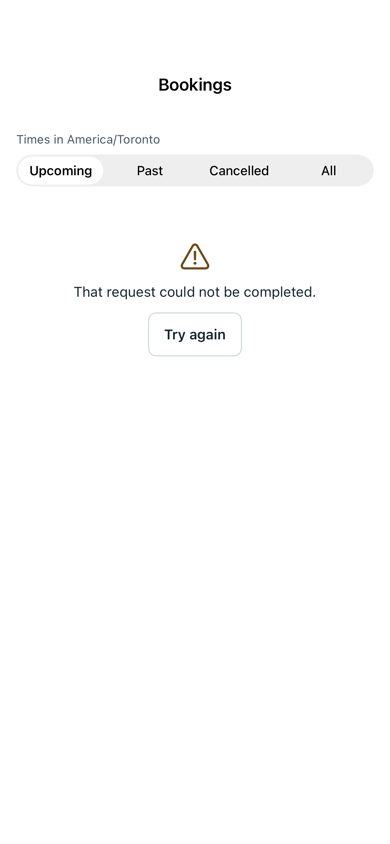 Bookings
Times in America/Toronto
Upcoming Past Cancelled All
That request could not be completed.
Try again